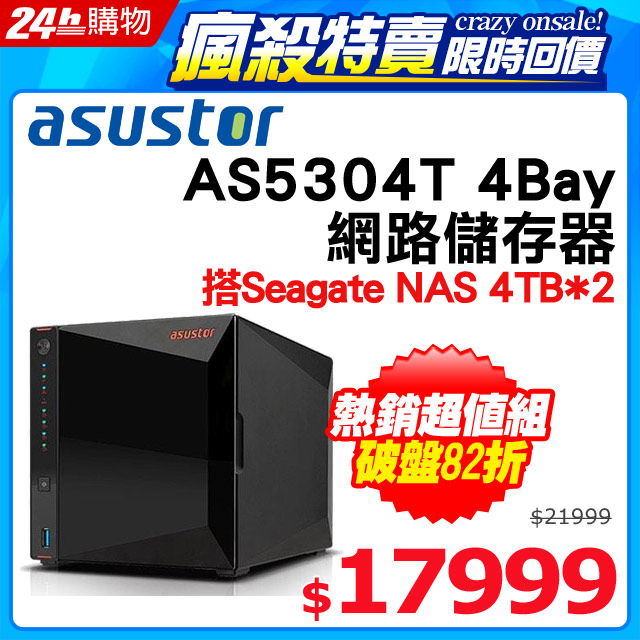 24h購物
瘋殺特賣
crazy onsale!
限時回價
asustor
AS5304T 4Bay
網路儲存器
搭Seagate NAS 4TB*2
asustor
熱銷超值組
破盤82折
$21999
$17999